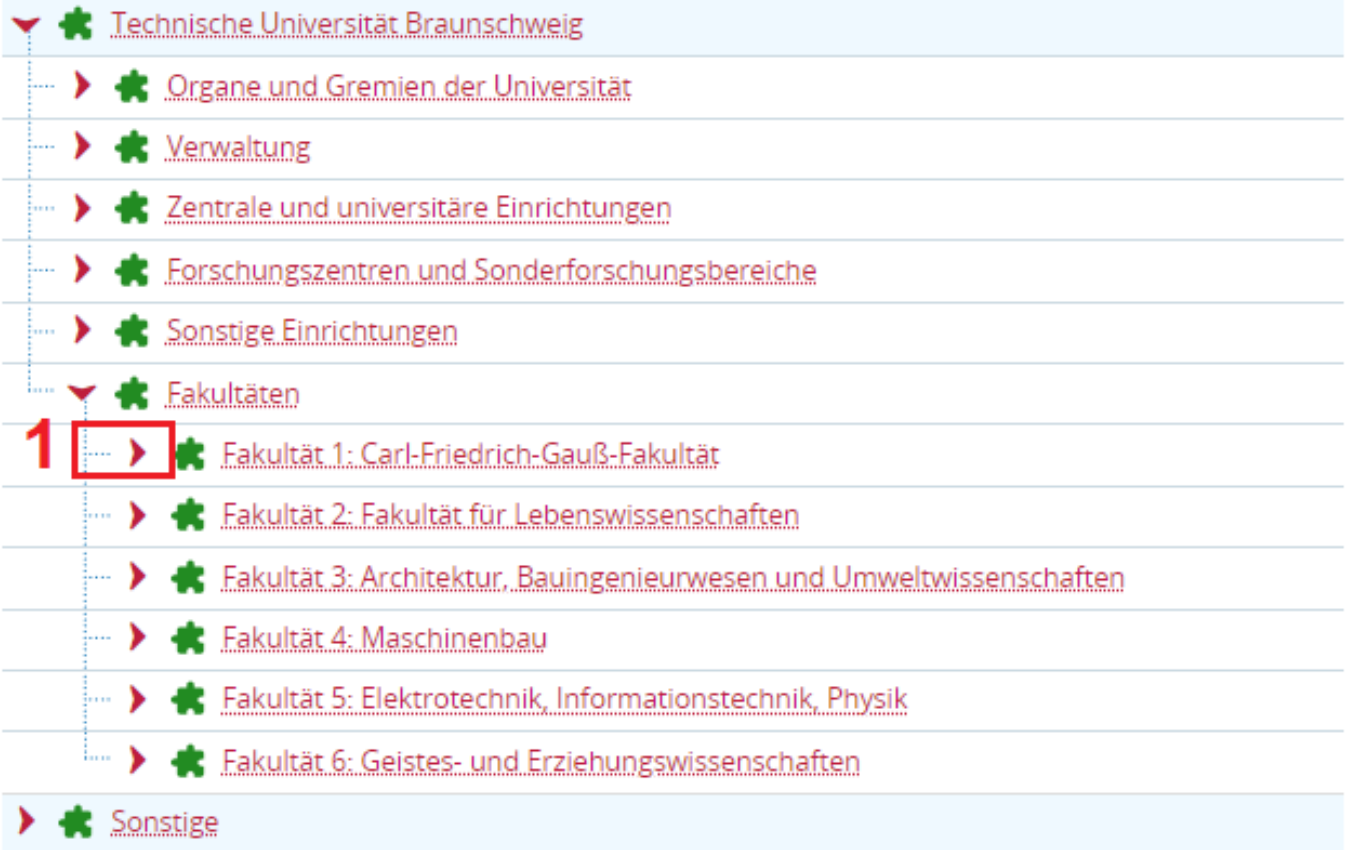 Technische Universität Braunschweig
Organe und Gremien der Universität
Verwaltung
Zentrale und universitäre Einrichtungen
Forschungszentren und Sonderforschungsbereiche
Sonstige Einrichtungen
Fakultäten
1 Fakultät 1: Carl-Friedrich-Gauß-Fakultät
Fakultät 2: Fakultät für Lebenswissenschaften
Fakultät 3: Architektur, Bauingenieurwesen und Umweltwissenschaften
Fakultät 4: Maschinenbau
Fakultät 5: Elektrotechnik, Informationstechnik, Physik
Fakultät 6: Geistes- und Erziehungswissenschaften
Sonstige